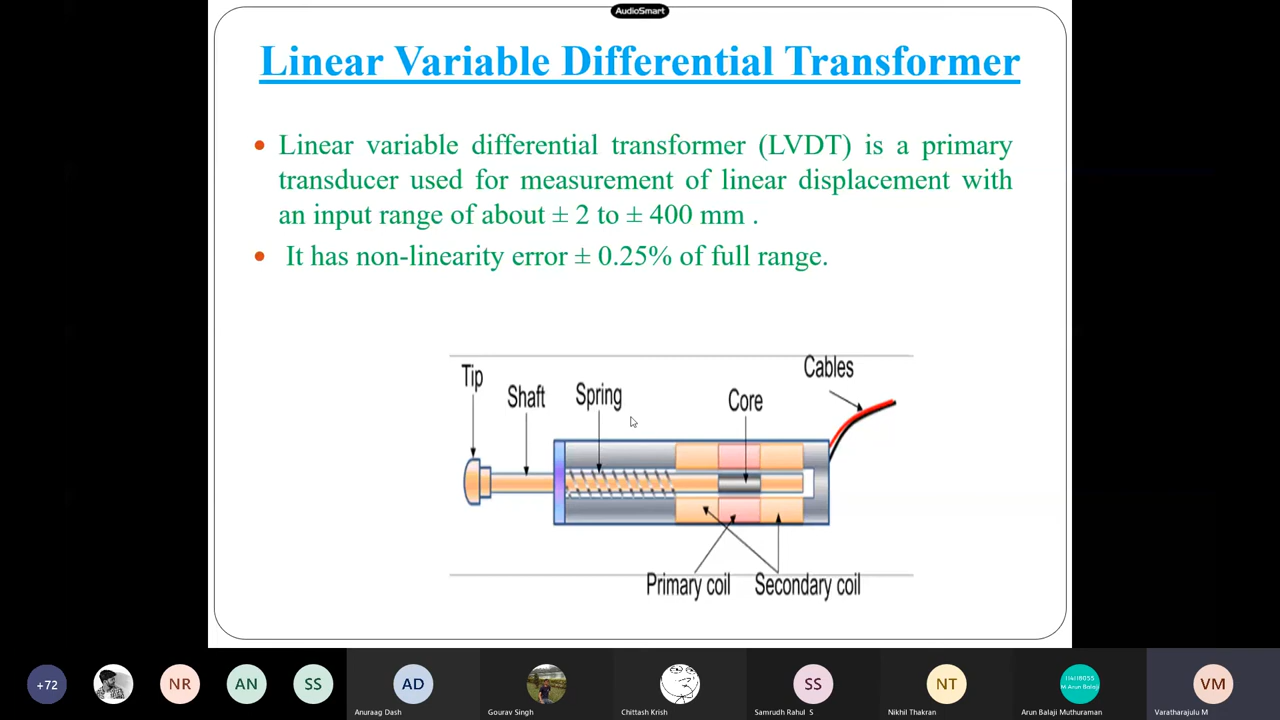 AudioSmart
Linear Variable Differential Transformer
• Linear variable differential transformer (LVDT) is a primary
transducer used for measurement of linear displacement with
an input range of about ± 2 to ± 400 mm .
• It has non-linearity error ± 0.25% of full range.
Tip
Shaft
Spring
Core
Cables
Primary coil
Secondary coil
+72
NR
AN
SS
AD
Anuraag Dash
Gourav Singh
Chittash Krish
SS
Samrudh Rahul S
NT
Nikhil Thakran
114118055
M Arun Balaji
Arun Balaji Muthuraman
VM
Varatharajulu M